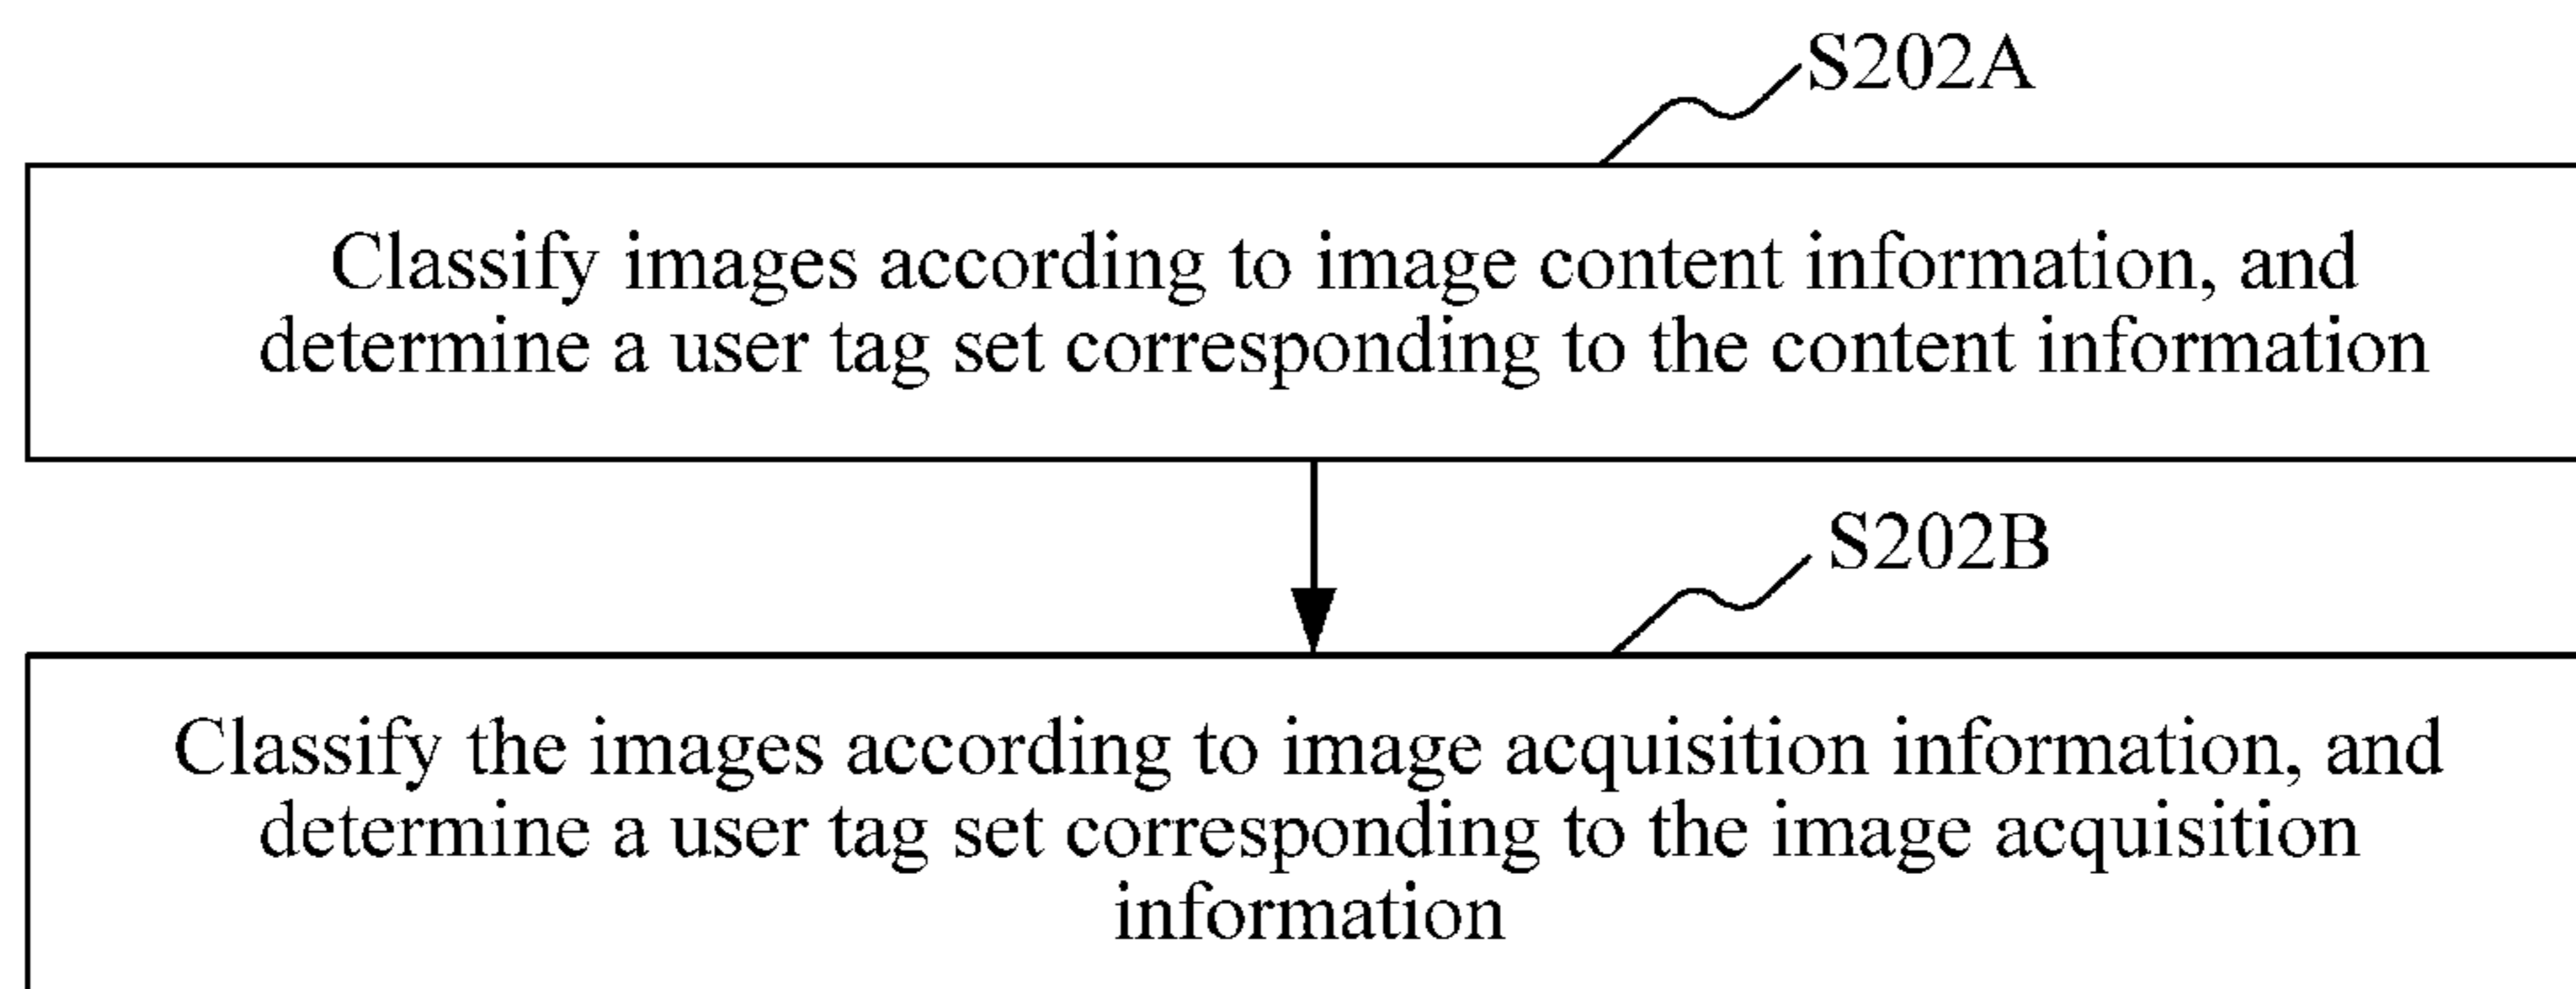 S202A
Classify images according to image content information, and
determine a user tag set corresponding to the content information
S202B
Classify the images according to image acquisition information, and
determine a user tag set corresponding to the image acquisition
information